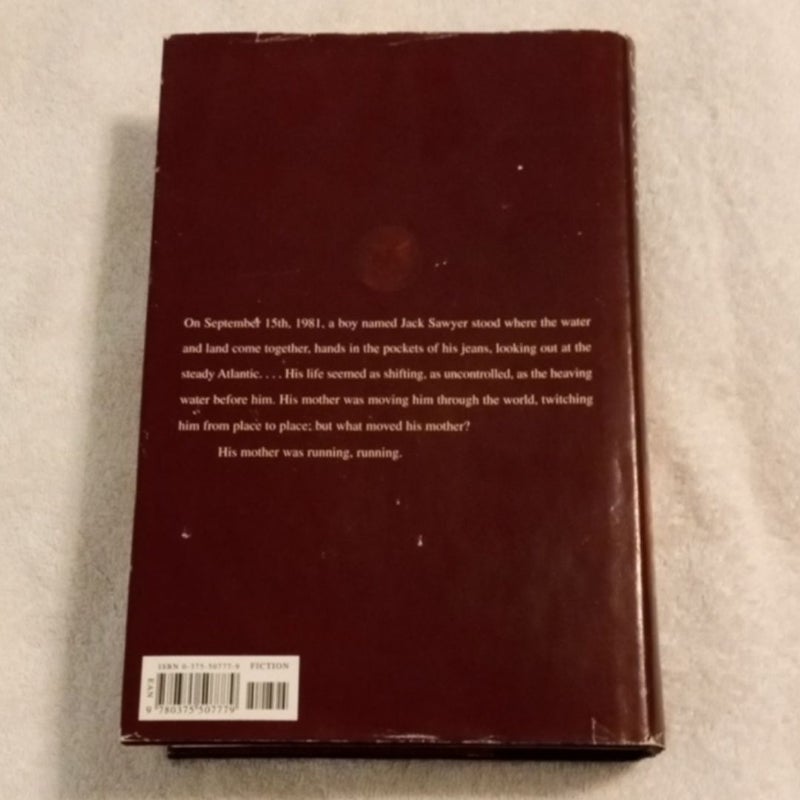 On September 15th, 1981, a boy named Jack Sawyer stood where the water
and land come together, hands in the pockets of his jeans, looking out at the
steady Atlantic. . . . His life seemed as shifting, as uncontrolled, as the heaving
water before him. His mother was moving him through the world, twitching
him from place to place; but what moved his mother?
His mother was running, running.
ISBN 0-375-50777-9 FICTION
EAN
9 780375 507779